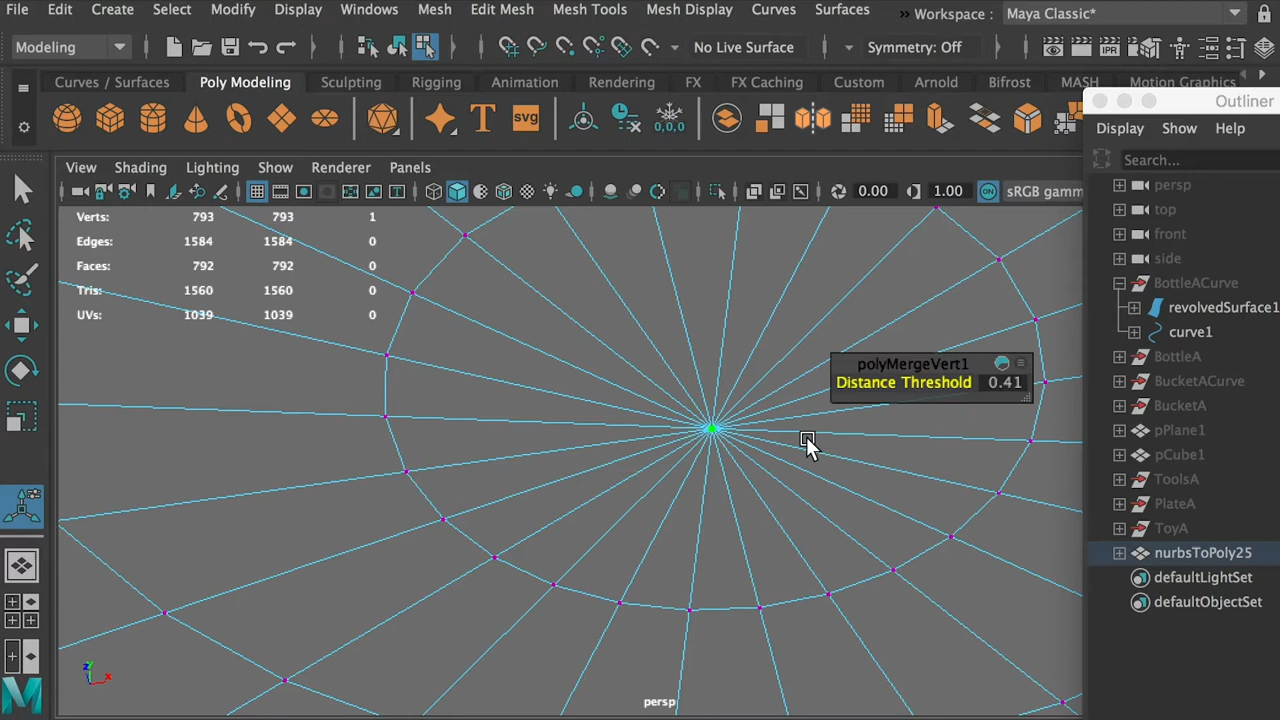 File Edit Create Select Modify Display Windows Mesh Edit Mesh Mesh Tools Mesh Display Curves Surfaces » Workspace : Maya Classic*
Modeling No Live Surface Symmetry: Off IPR
Curves / Surfaces Poly Modeling Sculpting Rigging Animation Rendering FX FX Caching Custom Arnold Bifrost MASH Motion Graphics
T svg 0,0,0
Outliner
Display Show Help
View Shading Lighting Show Renderer Panels
Search...
0.00 1.00 ON sRGB gamm
Verts: 793 793 1
Edges: 1584 1584 0
Faces: 792 792 0
Tris: 1560 1560 0
UVs: 1039 1039 0
polyMergeVert1
Distance Threshold 0.41
persp
top
front
side
BottleACurve
revolvedSurface1
curve1
BottleA
BucketACurve
BucketA
pPlane1
pCube1
ToolsA
PlateA
ToyA
nurbsToPoly25
defaultLightSet
defaultObjectSet
z x
persp